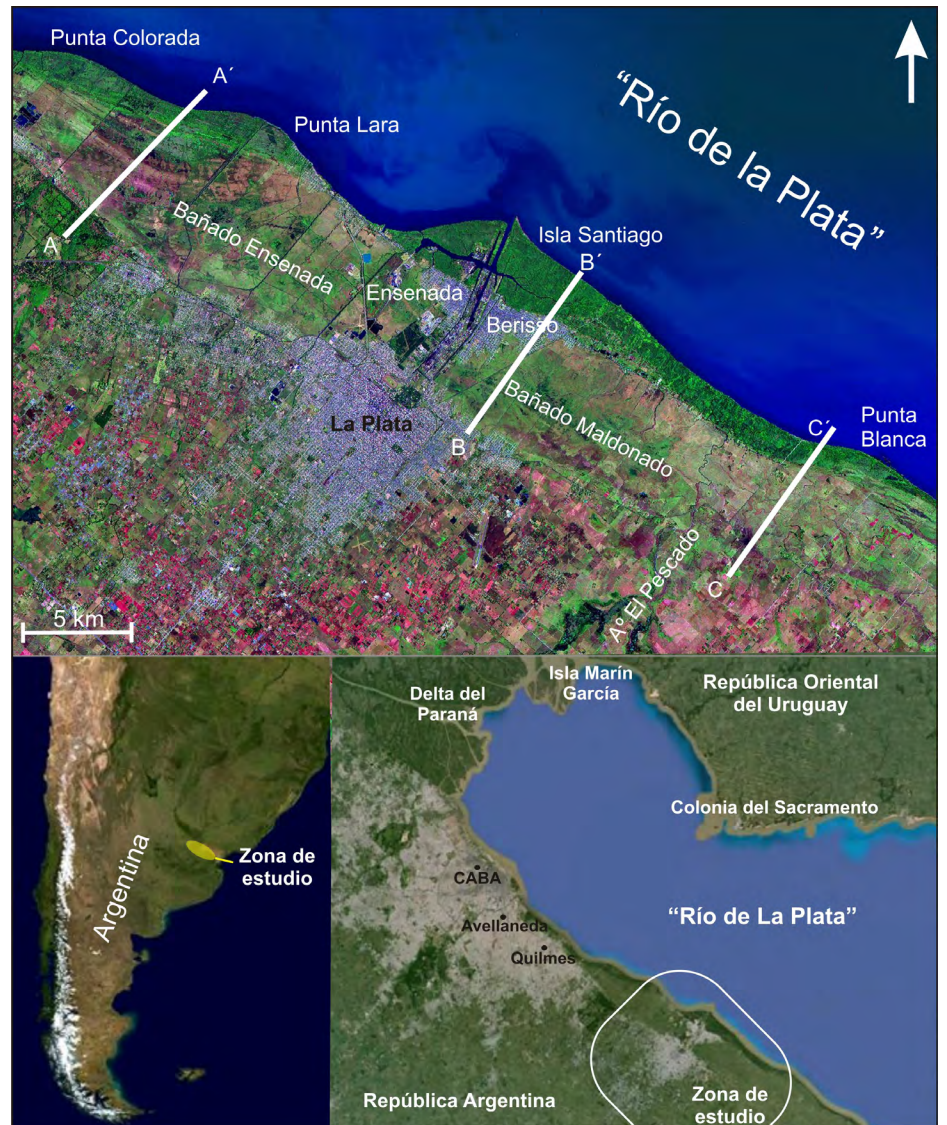 Punta Colorada
A´
Punta Lara
“Río de la Plata”
A
Bañado Ensenada
Isla Santiago
B´
Ensenada
Berisso
La Plata
B
Bañado Maldonado
C´
Punta
Blanca
C
Aº El Pescado
5 km
Argentina
Zona de
estudio
Delta del
Paraná
Isla Marín
García
República Oriental
del Uruguay
Colonia del Sacramento
CABA
Avellaneda
Quilmes
“Río de La Plata”
República Argentina
Zona de
estudio